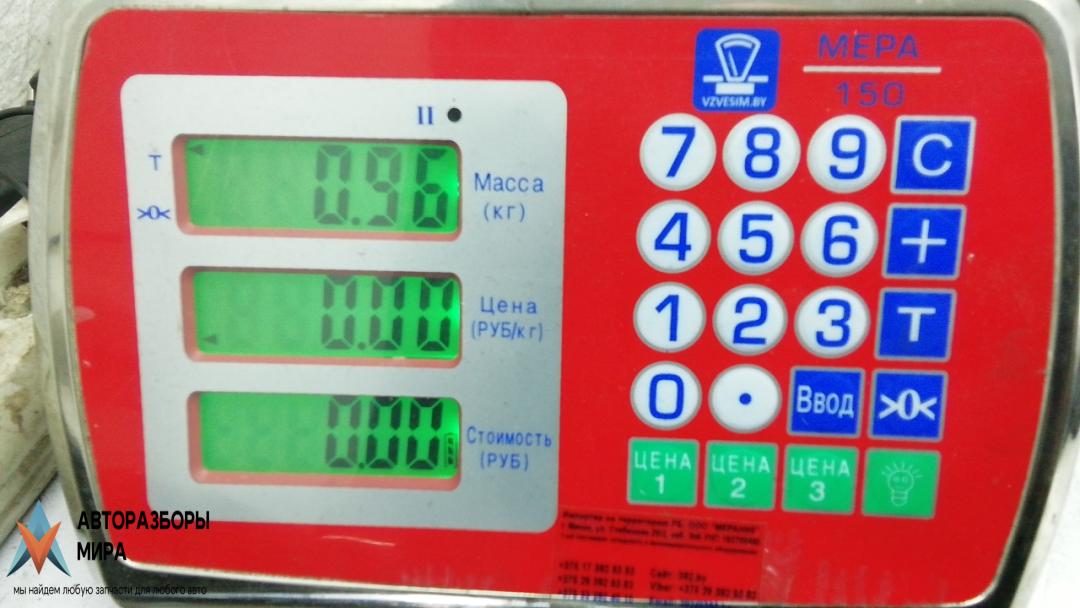 МЕРА
150
VZVESIM.BY
II
T
0.96
Масса
(кг)
>0<
0.00
Цена
(РУБ/кг)
0.00
Стоимость
(РУБ)
7 8 9 C
4 5 6 +
1 2 3 T
0 . Ввод >0<
ЦЕНА 1 ЦЕНА 2 ЦЕНА 3
АВТОРАЗБОРЫ
МИРА
мы найдем любую запчасти для любого авто